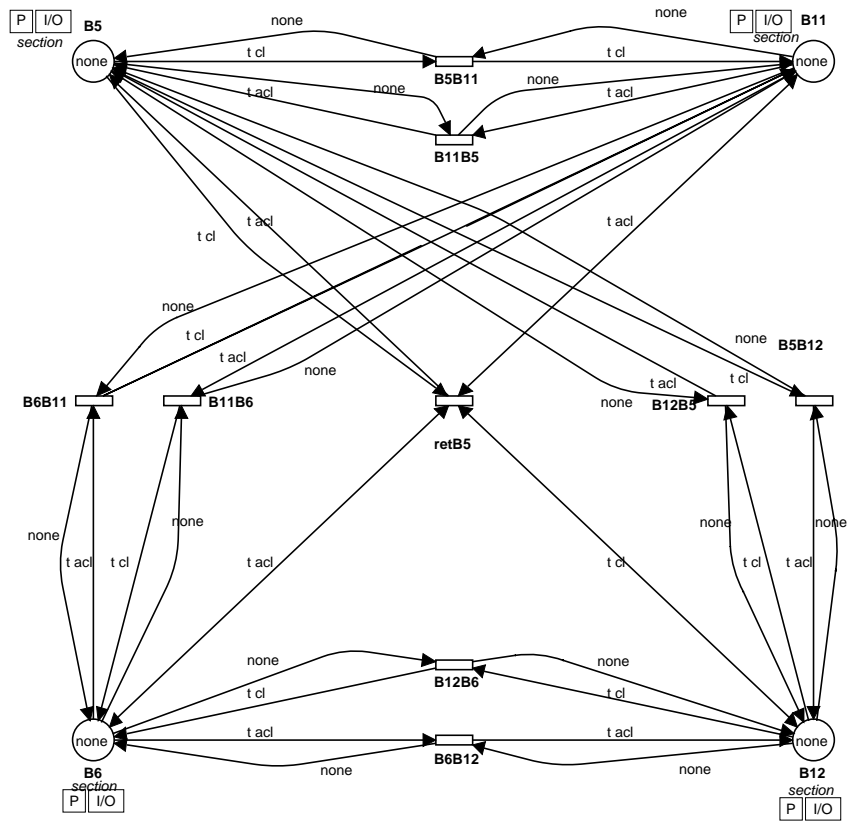 P I/O B5 none B11 P I/O
section section
none t cl t cl none
B5B11
t acl none none t acl
B11B5
t cl t acl t acl
none t cl none B5B12
t acl none t acl t cl
B6B11 B11B6 none B12B5
retB5
none none none none
t acl t cl t acl t cl t cl t acl
none none
B12B6
t cl t cl
none t acl t acl none
B6B12
none none
B6 B12
section section
P I/O P I/O